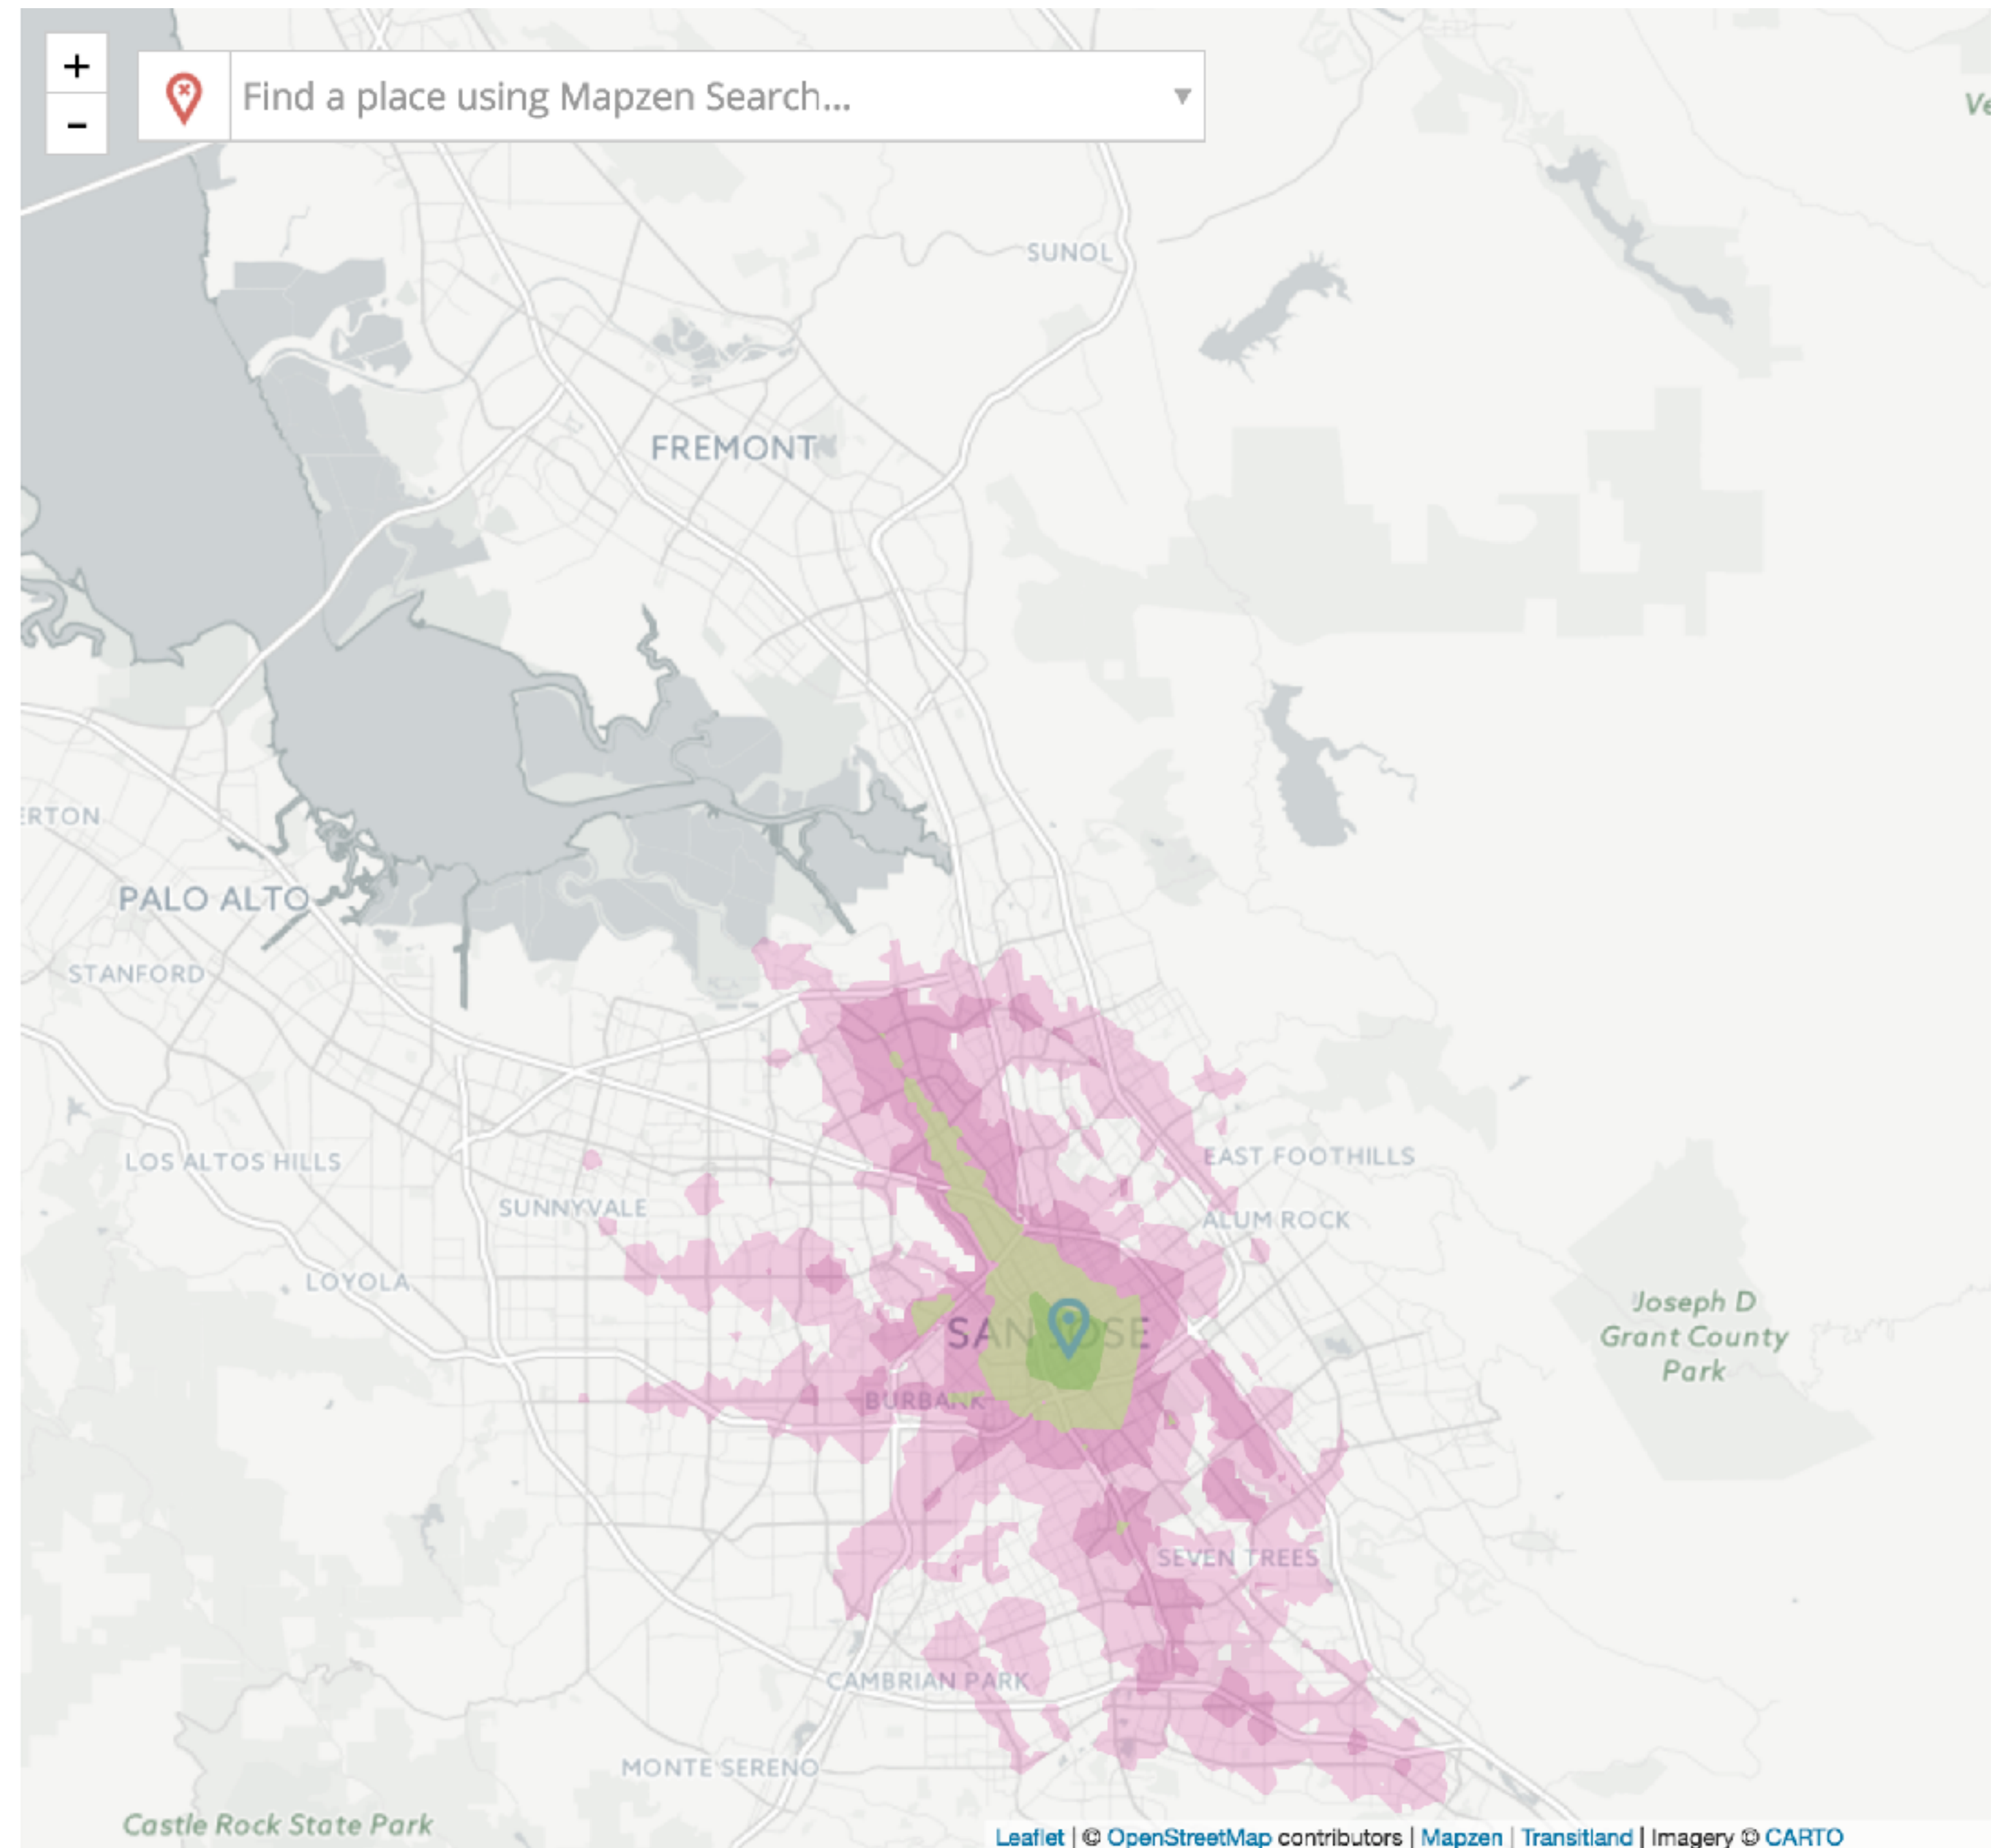 +
Find a place using Mapzen Search...
−
Ve
SUNOL
FREMONT
ERTON
PALO ALTO
STANFORD
EAST FOOTHILLS
LOS ALTOS HILLS
SUNNYVALE
ALUM ROCK
LOYOLA
Joseph D
Grant County
Park
SAN JOSE
BURBANK
SEVEN TREES
CAMBRIAN PARK
MONTE SERENO
Castle Rock State Park
Leaflet | © OpenStreetMap contributors | Mapzen | Transitland | Imagery © CARTO